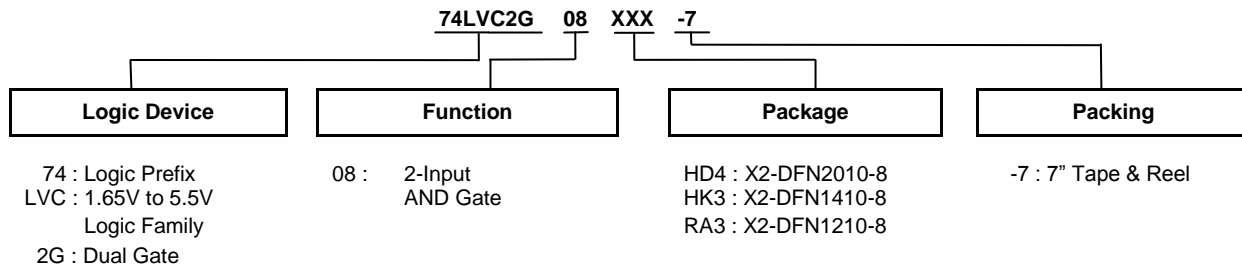 74LVC2G 08 XXX -7
Logic Device Function Package Packing
74 : Logic Prefix 08 : 2-Input HD4 : X2-DFN2010-8 -7 : 7” Tape & Reel
LVC : 1.65V to 5.5V AND Gate HK3 : X2-DFN1410-8
Logic Family RA3 : X2-DFN1210-8
2G : Dual Gate